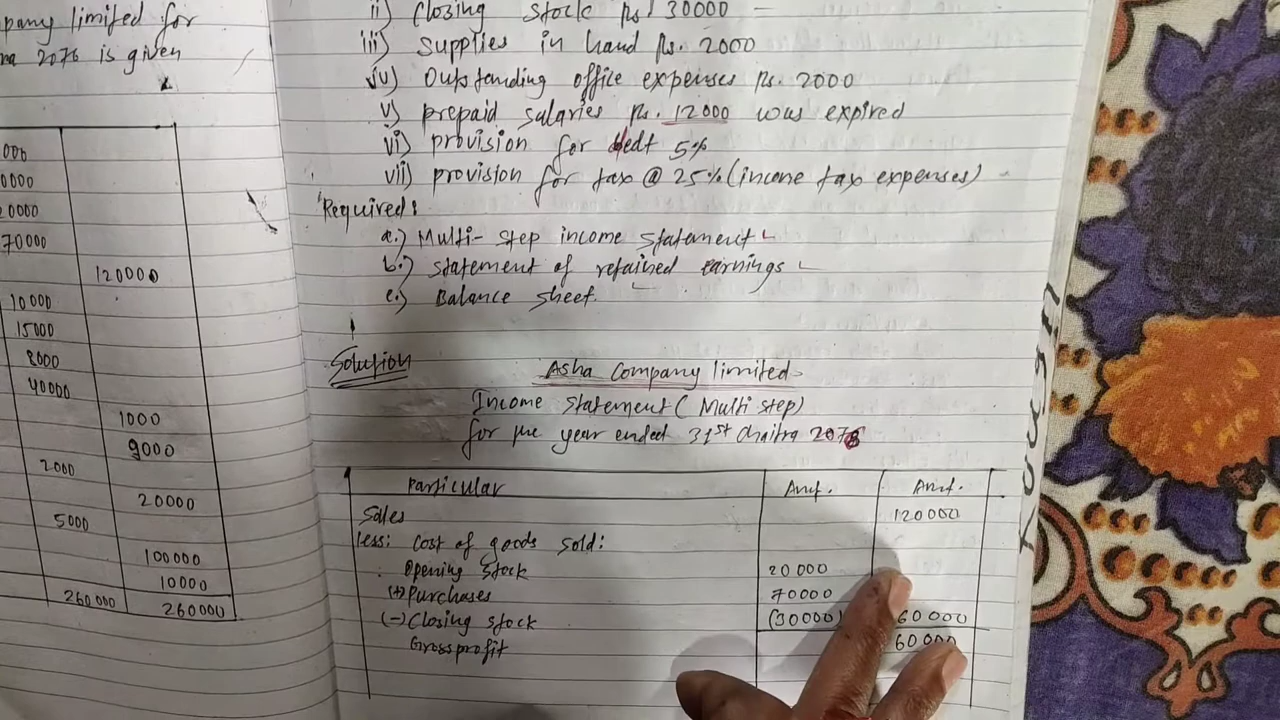 pany limited for
2076 is given
000
0000
20000
70000
120000
10000
15000
8000
40000
1000
9000
2000
20000
5000
100000
10000
260000 260000
ii) Closing stock Rs. 30000
iii) supplies in hand Rs. 2000
iv) Outstanding office expenses Rs. 2000
v) prepaid salaries Rs. 12000 was expired
vi) provision for dedt 5%
vii) provision for tax @ 25% (income tax expenses)
Required:
a.) Multi-step income statement
b.) statement of retained earnings
c.) Balance sheet.
Solution
Asha Company limited.
Income statement (Multi step)
for the year ended 31st Chaitra 2076
Particular Amt. Amt.
Sales 120000
less: Cost of goods sold:
Opening stock 20000
(+) Purchases 70000
(-) Closing stock (30000) 60000
Gross profit 60000